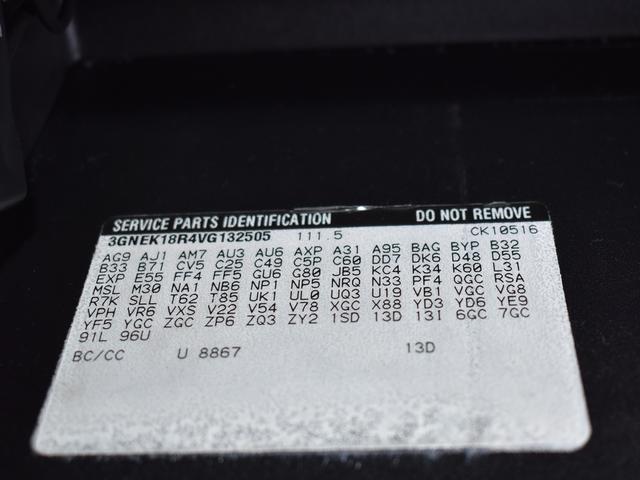 SERVICE PARTS IDENTIFICATION DO NOT REMOVE
3GNEK18R4VG132505 111.5 CK10516
AG9 AJ1 AM7 AU3 AU6 AXP A31 A95 BAG BYP B32
B33 B71 CV5 C25 C49 C5P C60 DD7 DK6 D48 D55
EXP E55 FF4 FF5 GU6 G80 JB5 KC4 K34 K60 L31
MSL M30 NA1 NB6 NP1 NP5 NRQ N33 PF4 QGC RSA
R7K SLL T62 T85 UK1 UL0 UQ3 U19 VB1 VGC VG8
VPH VR6 VXS V22 V54 V78 XGC X88 YD3 YD6 YE9
YF5 YGC ZGC ZP6 ZQ3 ZY2 1SD 13D 13I 6GC 7GC
91L 96U
BC/CC U 8867 13D